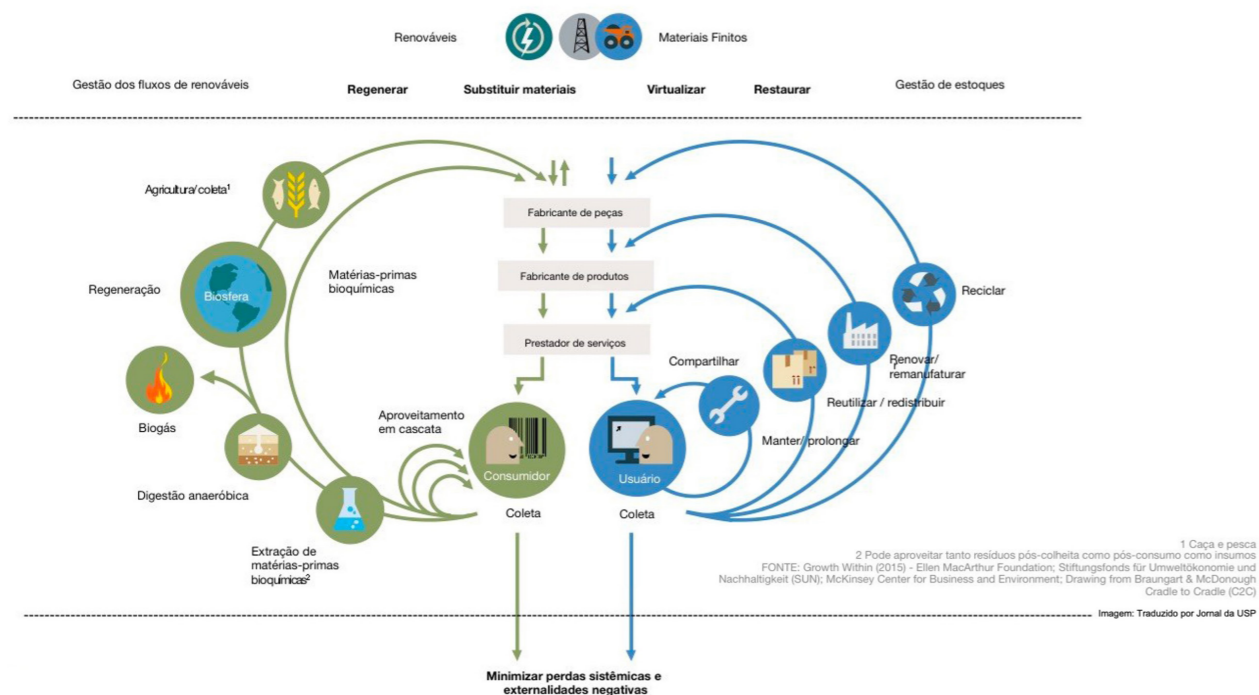 Renováveis
Materiais Finitos
Gestão dos fluxos de renováveis
Regenerar
Substituir materiais
Virtualizar
Restaurar
Gestão de estoques
Agricultura/coleta¹
Fabricante de peças
Regeneração
Biosfera
Matérias-primas
bioquímicas
Fabricante de produtos
Reciclar
Prestador de serviços
Compartilhar
Renovar/
remanufaturar
Biogás
Aproveitamento
em cascata
Reutilizar / redistribuir
Manter/prolongar
Consumidor
Usuário
Digestão anaeróbica
Coleta
Coleta
Extração de
matérias-primas
bioquímicas²
1 Caça e pesca
2 Pode aproveitar tanto resíduos pós-colheita como pós-consumo como insumos
FONTE: Growth Within (2015) - Ellen MacArthur Foundation; Stiftungsfonds für Umweltökonomie und
Nachhaltigkeit (SUN); McKinsey Center for Business and Environment; Drawing from Braungart & McDonough
Cradle to Cradle (C2C)
Imagem: Traduzido por Jornal da USP
Minimizar perdas sistêmicas e
externalidades negativas